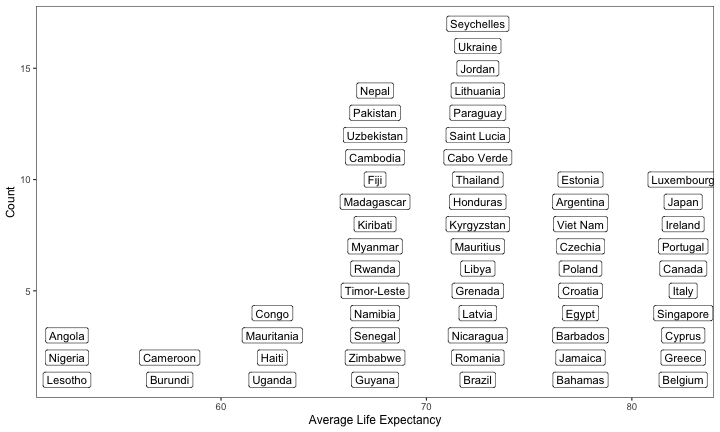 Seychelles
Ukraine
15 Jordan
Nepal Lithuania
Pakistan Paraguay
Uzbekistan Saint Lucia
Cambodia Cabo Verde
10 Fiji Thailand Estonia Luxembourg
Madagascar Honduras Argentina Japan
Kiribati Kyrgyzstan Viet Nam Ireland
Myanmar Mauritius Czechia Portugal
Rwanda Libya Poland Canada
5 Timor-Leste Grenada Croatia Italy
Congo Namibia Latvia Egypt Singapore
Angola Mauritania Senegal Nicaragua Barbados Cyprus
Nigeria Cameroon Haiti Zimbabwe Romania Jamaica Greece
Lesotho Burundi Uganda Guyana Brazil Bahamas Belgium
60 70 80
Average Life Expectancy
Count